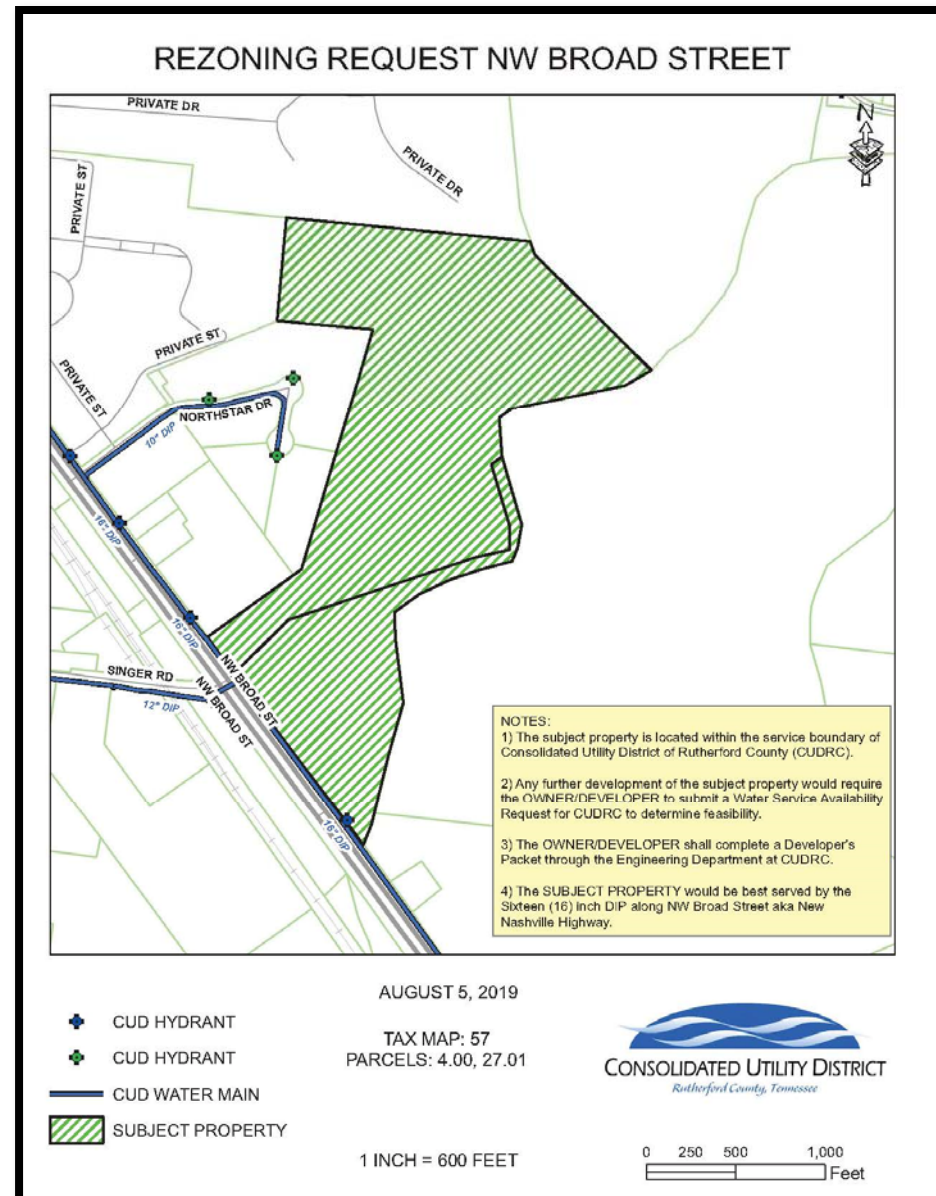 REZONING REQUEST NW BROAD STREET
PRIVATE DR
N
PRIVATE DR
PRIVATE ST
PRIVATE ST
PRIVATE ST
NORTHSTAR DR
10" DIP
16" DIP
16" DIP
NW BROAD ST
SINGER RD
NW BROAD ST
12" DIP
16" DIP
NOTES:
1) The subject property is located within the service boundary of
Consolidated Utility District of Rutherford County (CUDRC).
2) Any further development of the subject property would require
the OWNER/DEVELOPER to submit a Water Service Availability
Request for CUDRC to determine feasibility.
3) The OWNER/DEVELOPER shall complete a Developer's
Packet through the Engineering Department at CUDRC.
4) The SUBJECT PROPERTY would be best served by the
Sixteen (16) inch DIP along NW Broad Street aka New
Nashville Highway.
CUD HYDRANT
CUD HYDRANT
CUD WATER MAIN
SUBJECT PROPERTY
AUGUST 5, 2019
TAX MAP: 57
PARCELS: 4.00, 27.01
1 INCH = 600 FEET
CONSOLIDATED UTILITY DISTRICT
Rutherford County, Tennessee
0 250 500 1,000
Feet